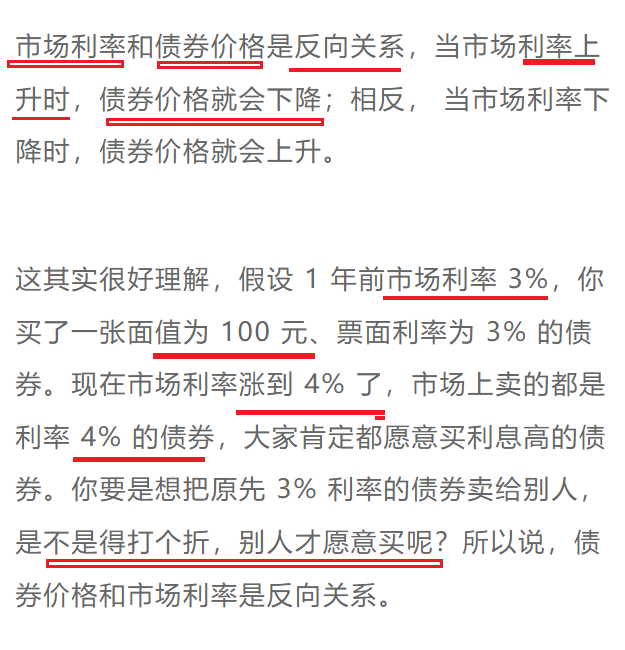 市场利率和债券价格是反向关系，当市场利率上
升时，债券价格就会下降；相反， 当市场利率下
降时，债券价格就会上升。
这其实很好理解，假设 1 年前市场利率 3%，你
买了一张面值为 100 元、票面利率为 3% 的债
券。现在市场利率涨到 4% 了，市场上卖的都是
利率 4% 的债券，大家肯定都愿意买利息高的债
券。你要是想把原先 3% 利率的债券卖给别人，
是不是得打个折，别人才愿意买呢？所以说，债
券价格和市场利率是反向关系。